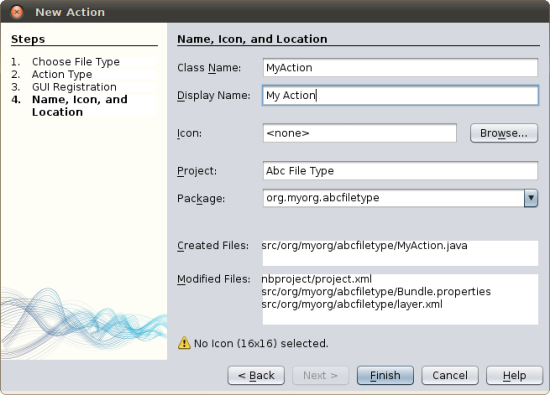 New Action
Steps
1. Choose File Type
2. Action Type
3. GUI Registration
4. Name, Icon, and
Location
Name, Icon, and Location
Class Name: MyAction
Display Name: My Action
Icon: <none> Browse...
Project: Abc File Type
Package: org.myorg.abcfiletype
Created Files: src/org/myorg/abcfiletype/MyAction.java
Modified Files: nbproject/project.xml
src/org/myorg/abcfiletype/Bundle.properties
src/org/myorg/abcfiletype/layer.xml
No Icon (16x16) selected.
< Back Next > Finish Cancel Help